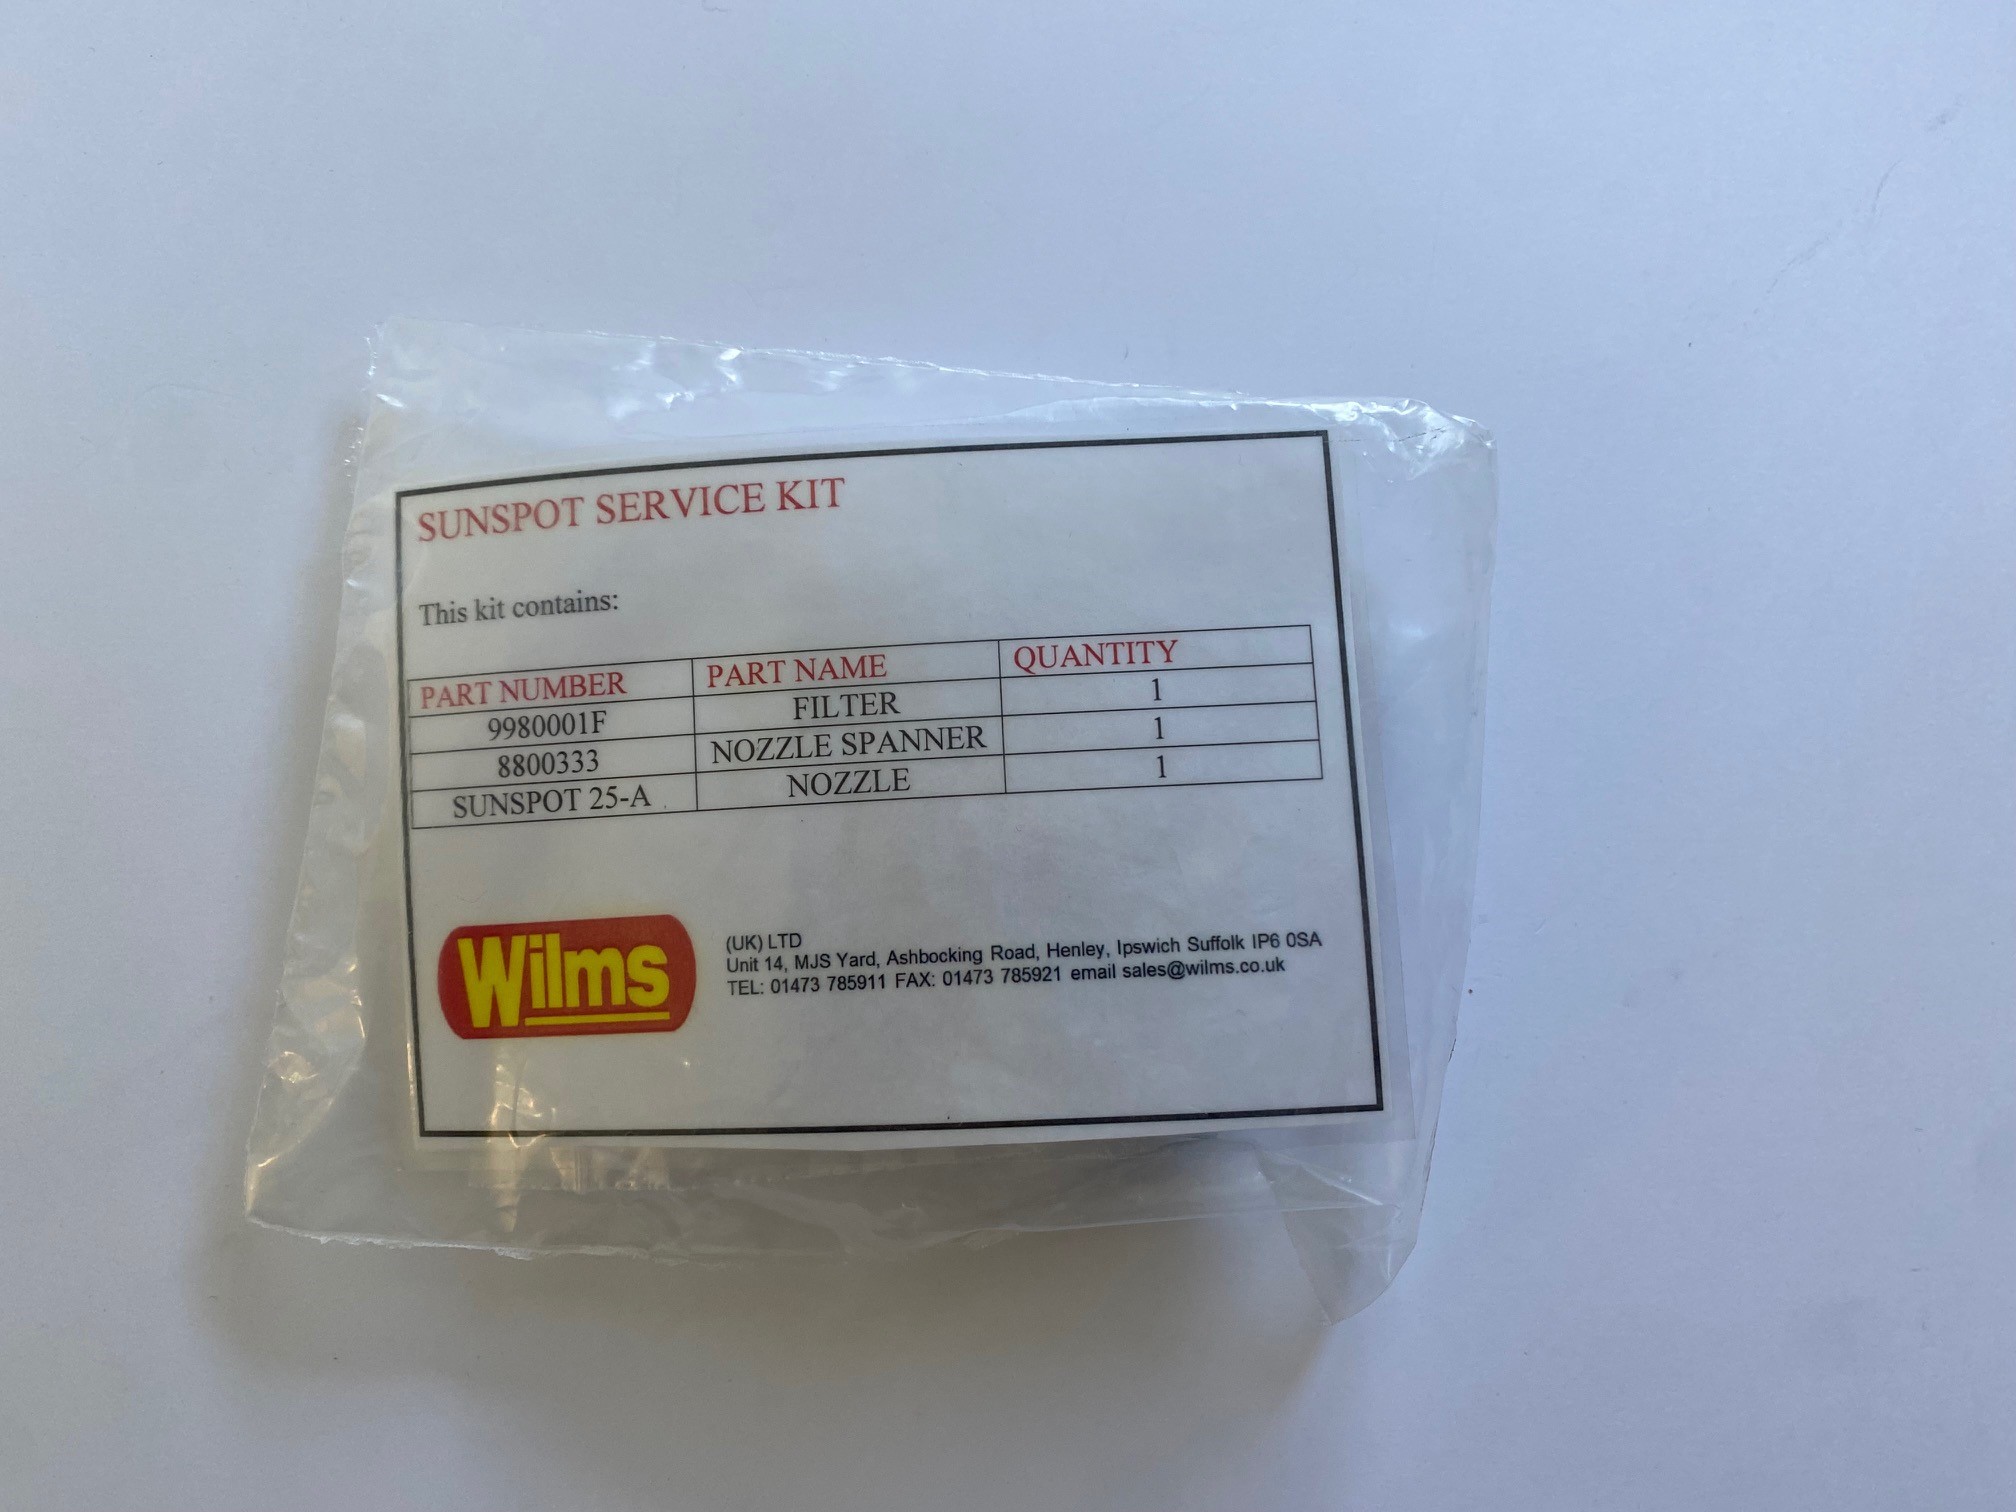 SUNSPOT SERVICE KIT
This kit contains:
PART NUMBER PART NAME QUANTITY
9980001F FILTER 1
8800333 NOZZLE SPANNER 1
SUNSPOT 25-A NOZZLE 1
Wilms
(UK) LTD
Unit 14, MJS Yard, Ashbocking Road, Henley, Ipswich Suffolk IP6 0SA
TEL: 01473 785911 FAX: 01473 785921 email sales@wilms.co.uk